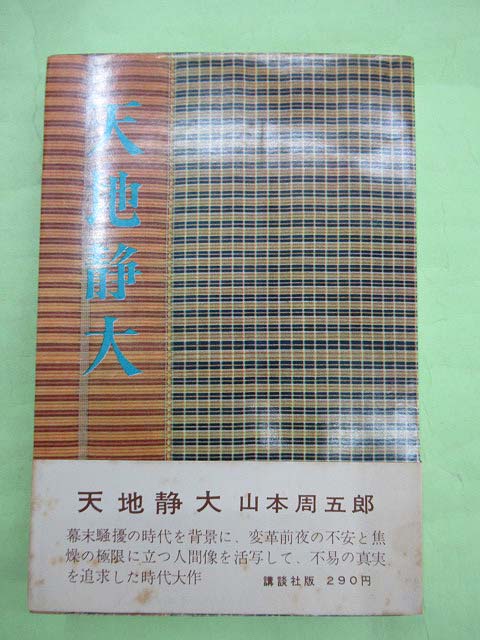 天地静大
天地静大 山本周五郎
幕末騒擾の時代を背景に、変革前夜の不安と焦
燥の極限に立つ人間像を活写して、不易の真実
を追求した時代大作 講談社版 290円